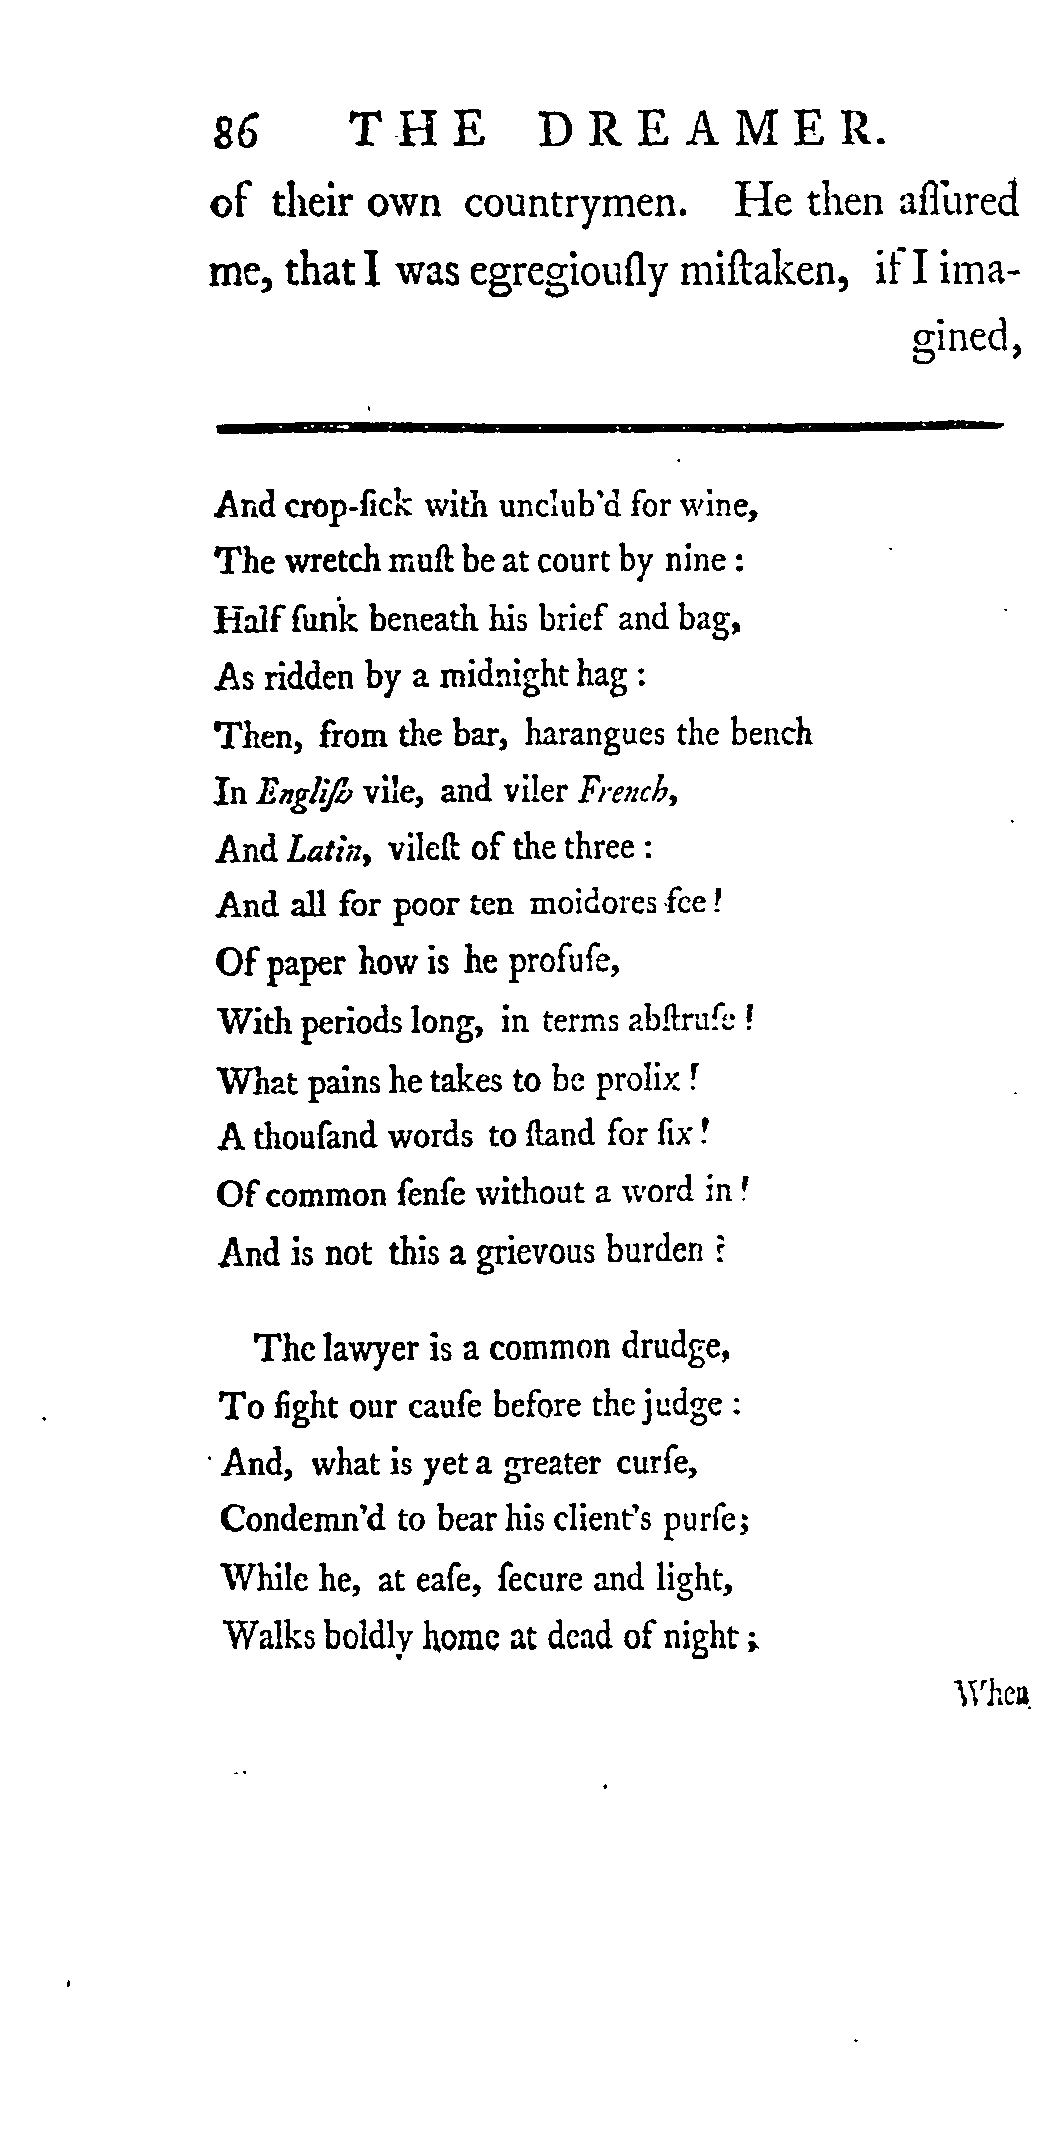 86 THE DREAMER.
of their own countrymen. He then aſſured
me, that I was egregiouſly miſtaken, if I ima-
gined,
And crop-ſick with unclub'd for wine,
The wretch muſt be at court by nine :
Half ſunk beneath his brief and bag,
As ridden by a midnight hag :
Then, from the bar, harangues the bench
In Engliſh vile, and viler French,
And Latin, vileſt of the three :
And all for poor ten moidores fee !
Of paper how is he profuſe,
With periods long, in terms abſtruſe !
What pains he takes to be prolix !
A thouſand words to ſtand for ſix !
Of common ſenſe without a word in !
And is not this a grievous burden ?
The lawyer is a common drudge,
To fight our cauſe before the judge :
And, what is yet a greater curſe,
Condemn'd to bear his client's purſe;
While he, at eaſe, ſecure and light,
Walks boldly home at dead of night ;
When